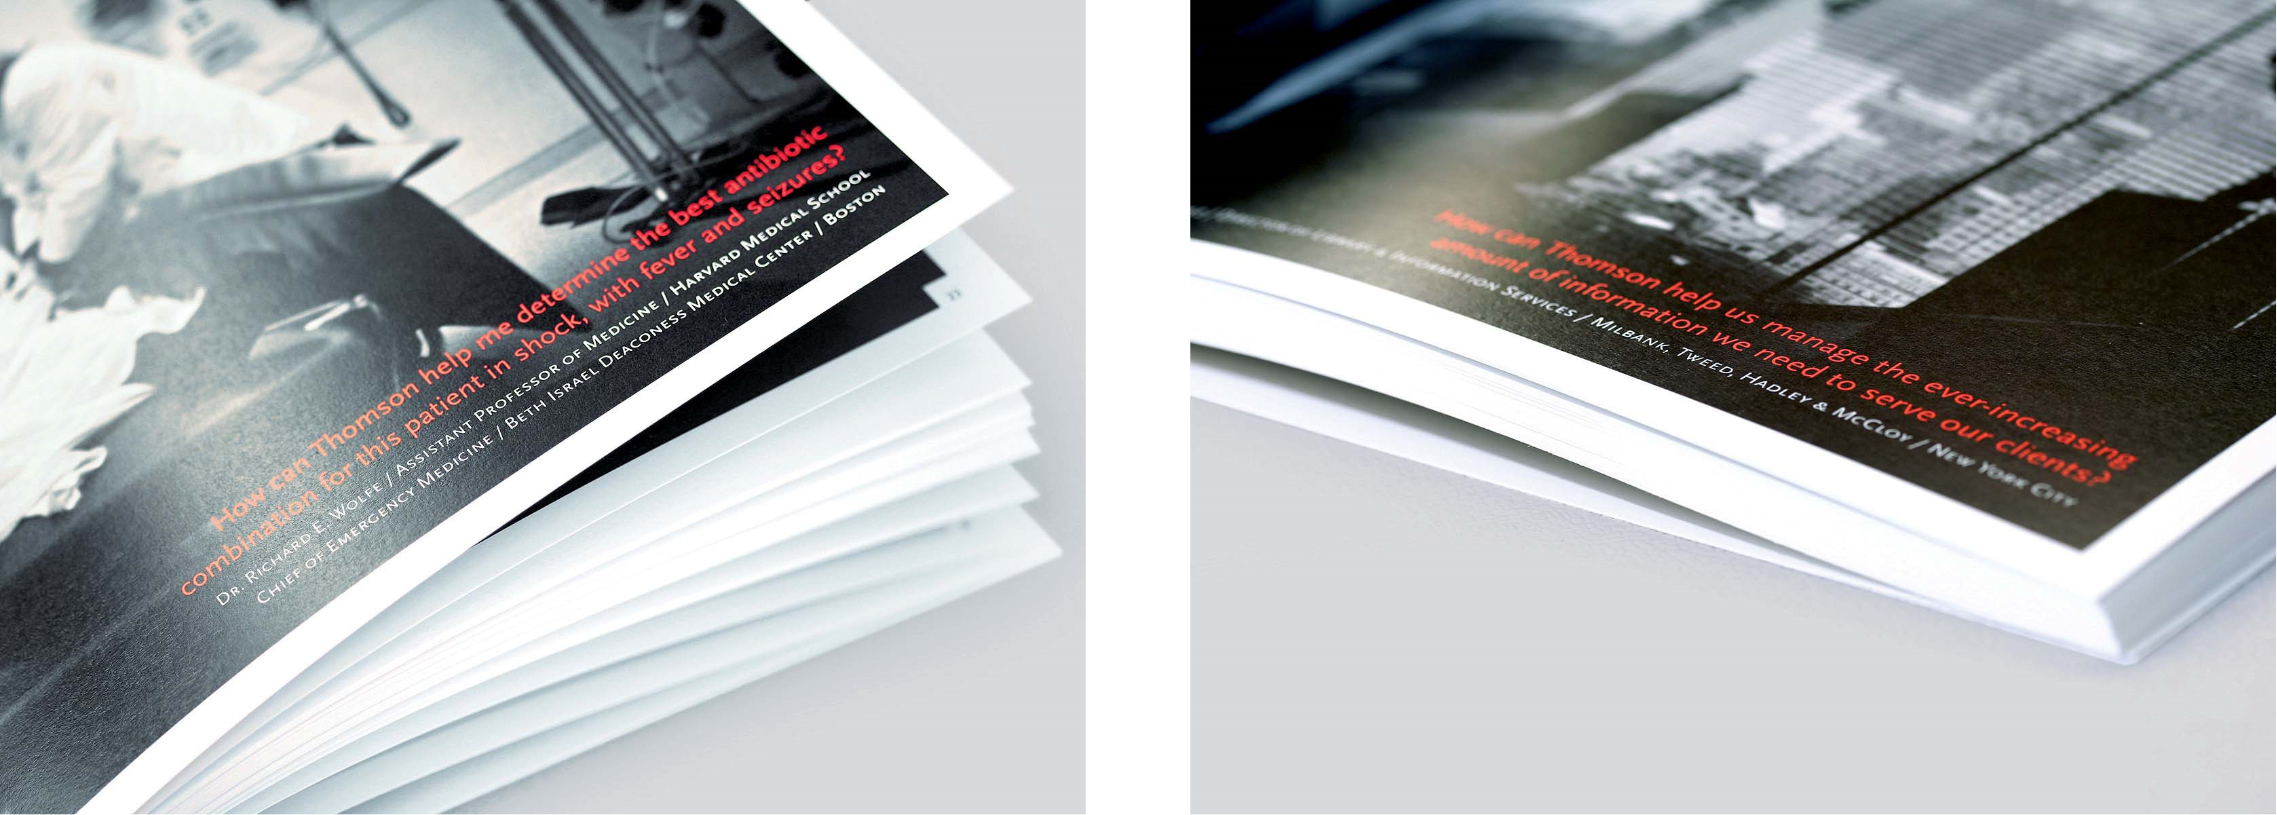 How can Thomson help me determine the best antibiotic
combination for this patient in shock, with fever and seizures?
DR. RICHARD E. WOLFE / ASSISTANT PROFESSOR OF MEDICINE / HARVARD MEDICAL SCHOOL
CHIEF OF EMERGENCY MEDICINE / BETH ISRAEL DEACONESS MEDICAL CENTER / BOSTON
How can Thomson help us manage the ever-increasing
amount of information we need to serve our clients?
/ DIRECTOR OF LIBRARY & INFORMATION SERVICES / MILBANK, TWEED, HADLEY & MCCLOY / NEW YORK CITY